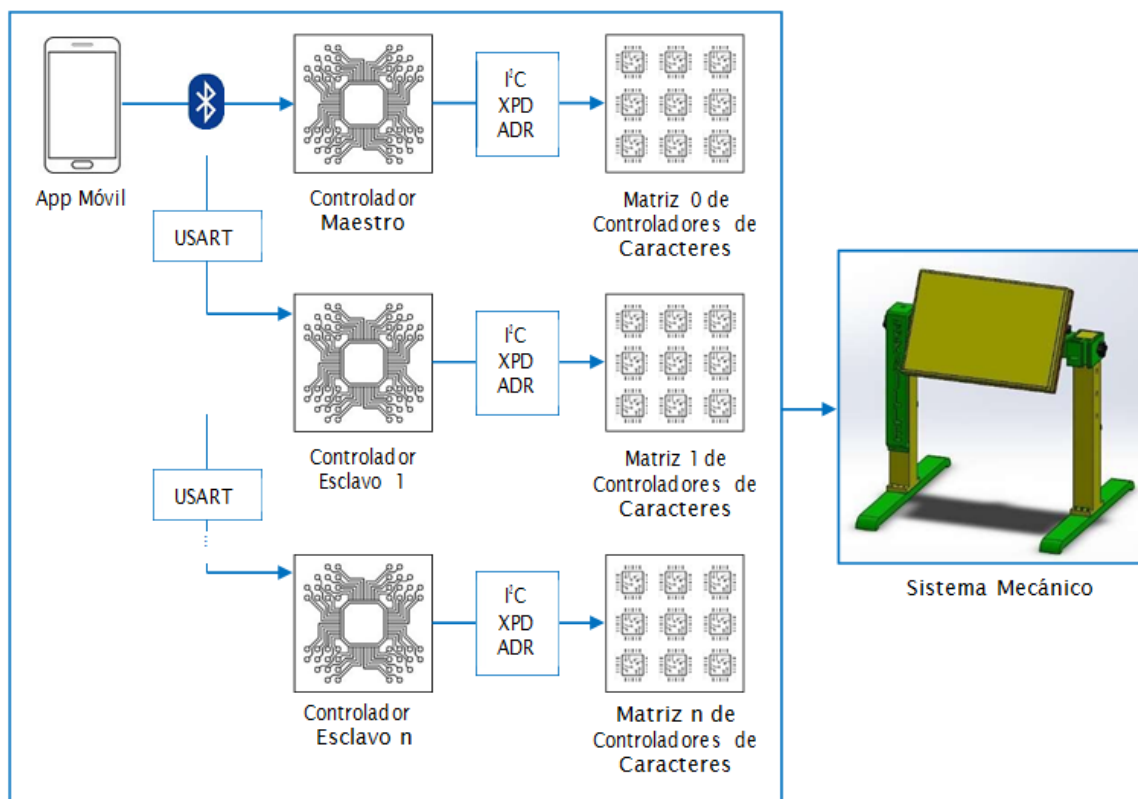 App Móvil
Controlador
Maestro
I²C
XPD
ADR
Matriz 0 de
Controladores de
Caracteres
USART
Controlador
Esclavo 1
I²C
XPD
ADR
Matriz 1 de
Controladores de
Caracteres
USART
Controlador
Esclavo n
I²C
XPD
ADR
Matriz n de
Controladores de
Caracteres
Sistema Mecánico